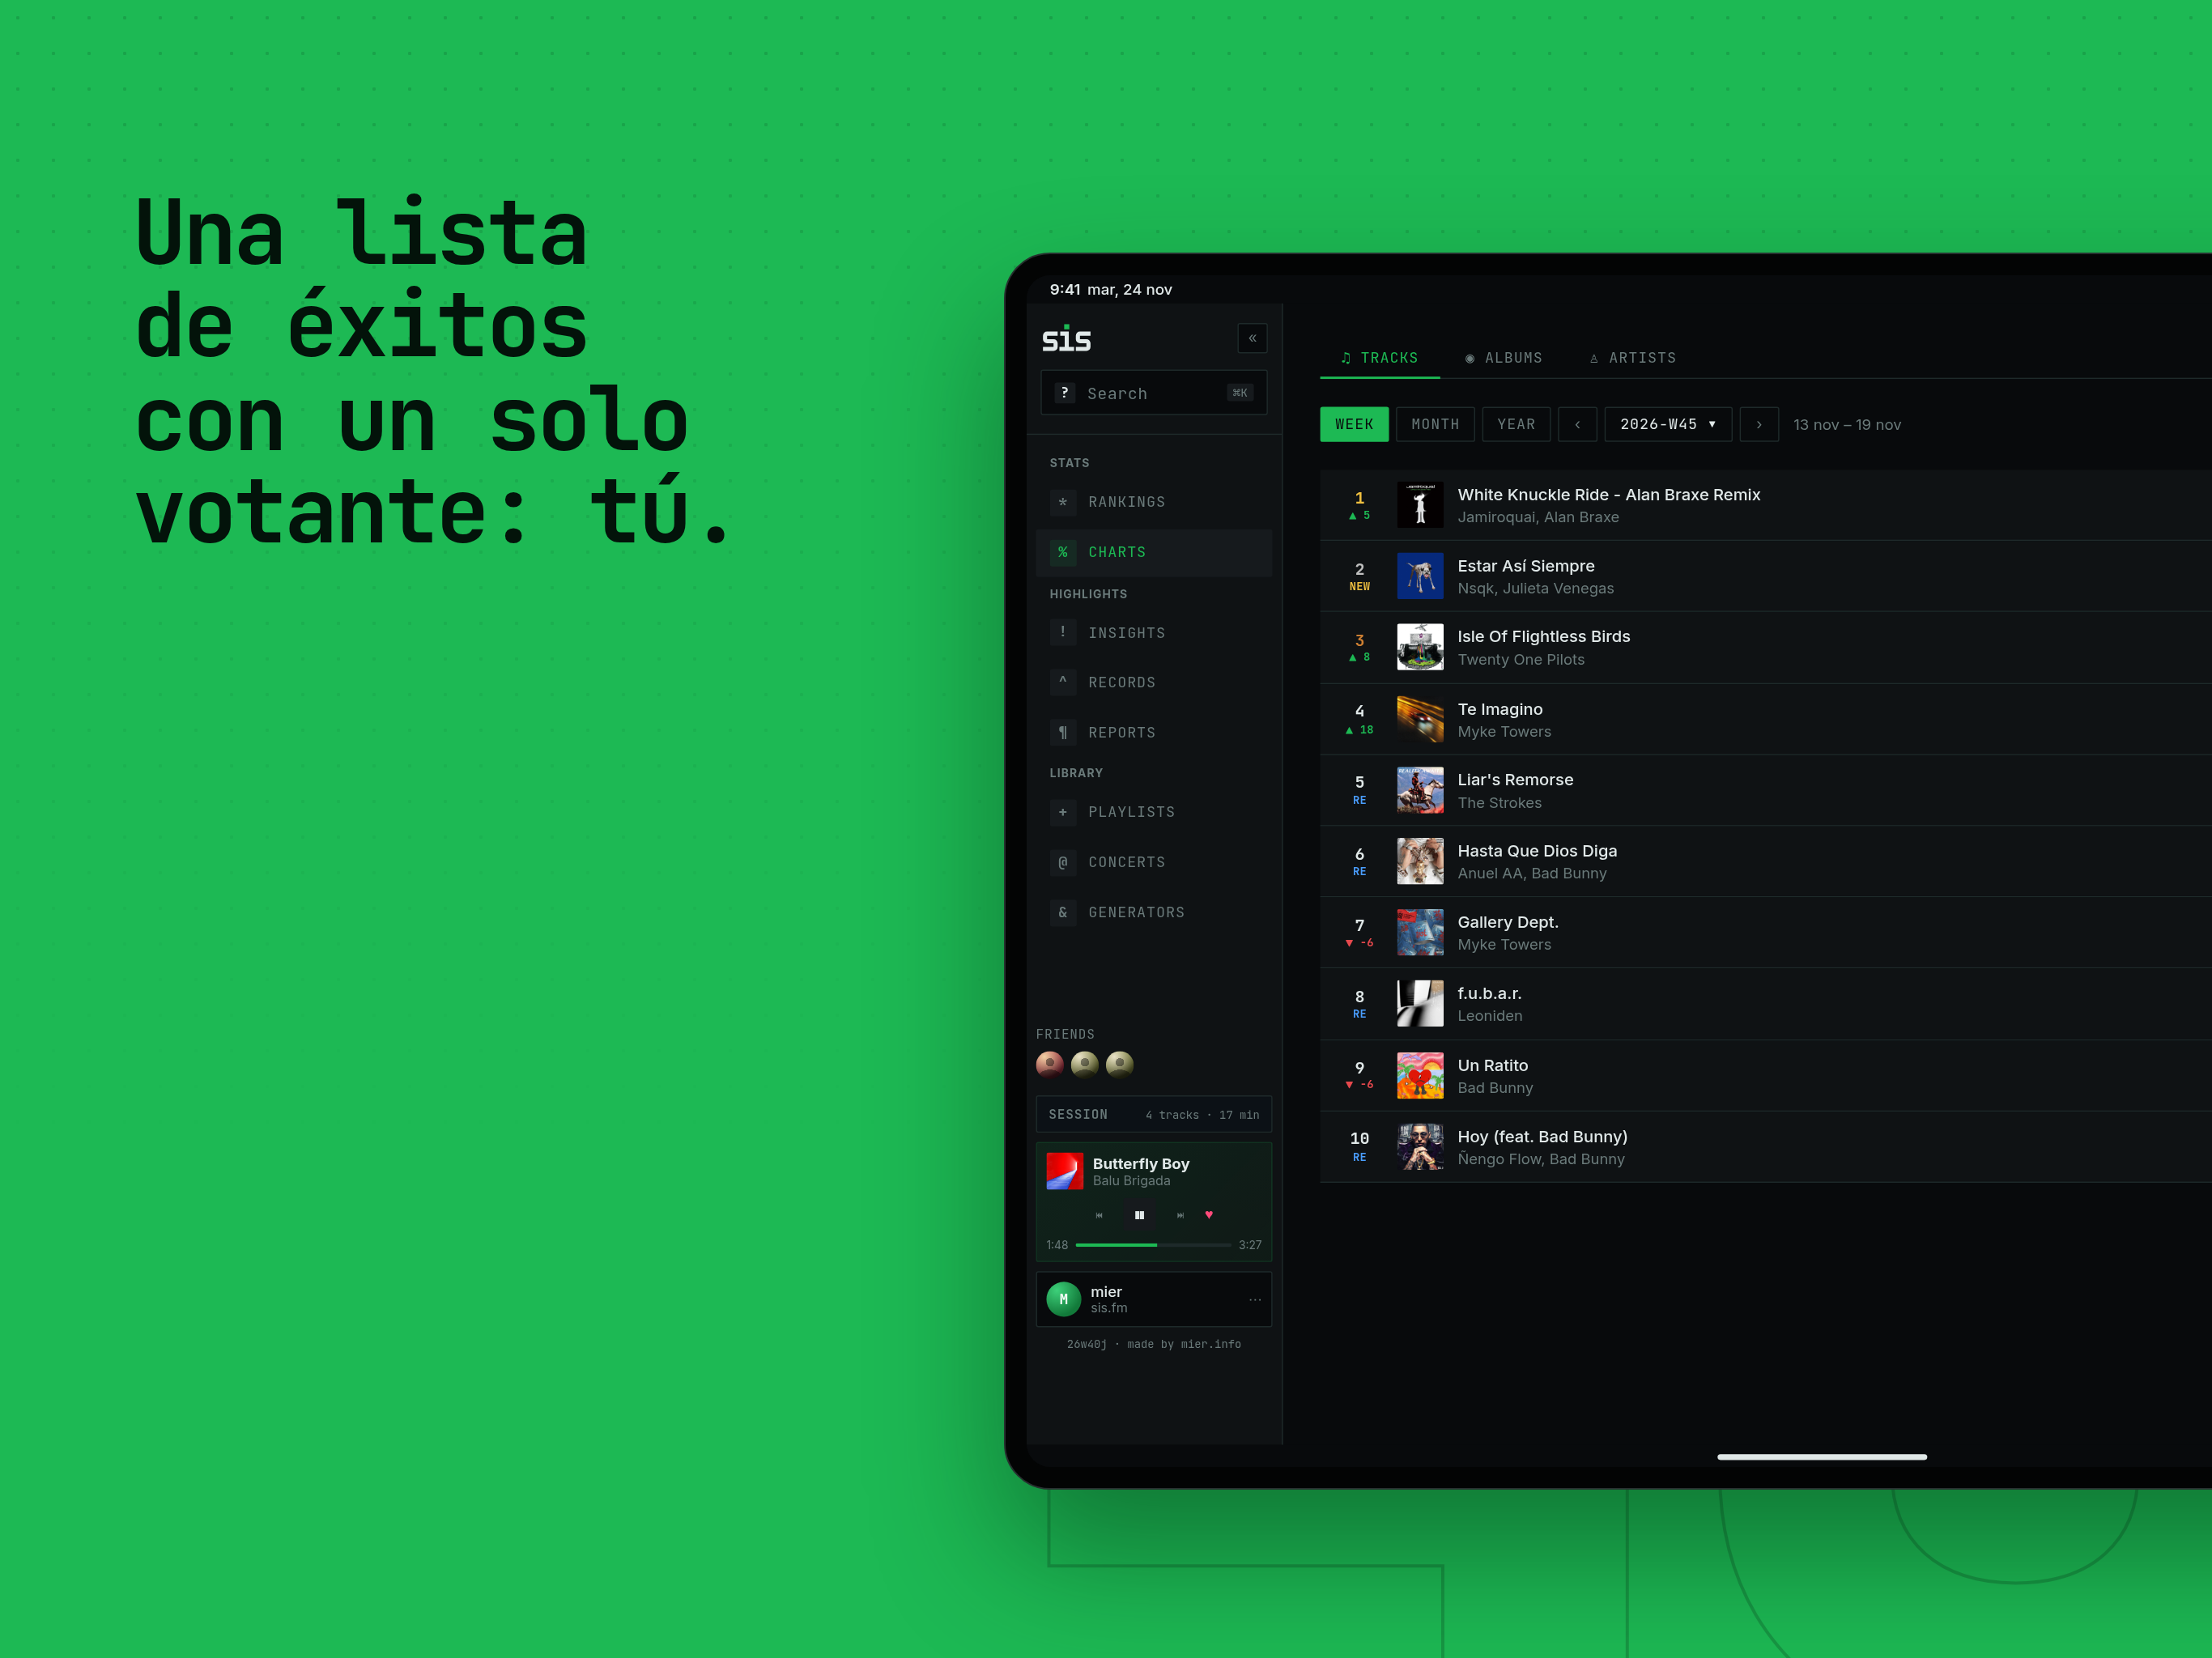 Una lista
de éxitos
con un solo
votante: tú.
9:41 mar, 24 nov
sis
«
? Search ⌘K
STATS
* RANKINGS
% CHARTS
HIGHLIGHTS
! INSIGHTS
^ RECORDS
¶ REPORTS
LIBRARY
+ PLAYLISTS
@ CONCERTS
& GENERATORS
FRIENDS
SESSION 4 tracks · 17 min
Butterfly Boy
Balu Brigada
1:48 3:27
M mier
sis.fm
...
26w40j · made by mier.info
♫ TRACKS ◉ ALBUMS ♙ ARTISTS
WEEK MONTH YEAR ‹ 2026-W45 ▼ › 13 nov – 19 nov
1 White Knuckle Ride - Alan Braxe Remix
▲ 5 Jamiroquai, Alan Braxe
2 Estar Así Siempre
NEW Nsqk, Julieta Venegas
3 Isle Of Flightless Birds
▲ 8 Twenty One Pilots
4 Te Imagino
▲ 18 Myke Towers
5 Liar's Remorse
RE The Strokes
6 Hasta Que Dios Diga
RE Anuel AA, Bad Bunny
7 Gallery Dept.
▼ -6 Myke Towers
8 f.u.b.a.r.
RE Leoniden
9 Un Ratito
▼ -6 Bad Bunny
10 Hoy (feat. Bad Bunny)
RE Ñengo Flow, Bad Bunny